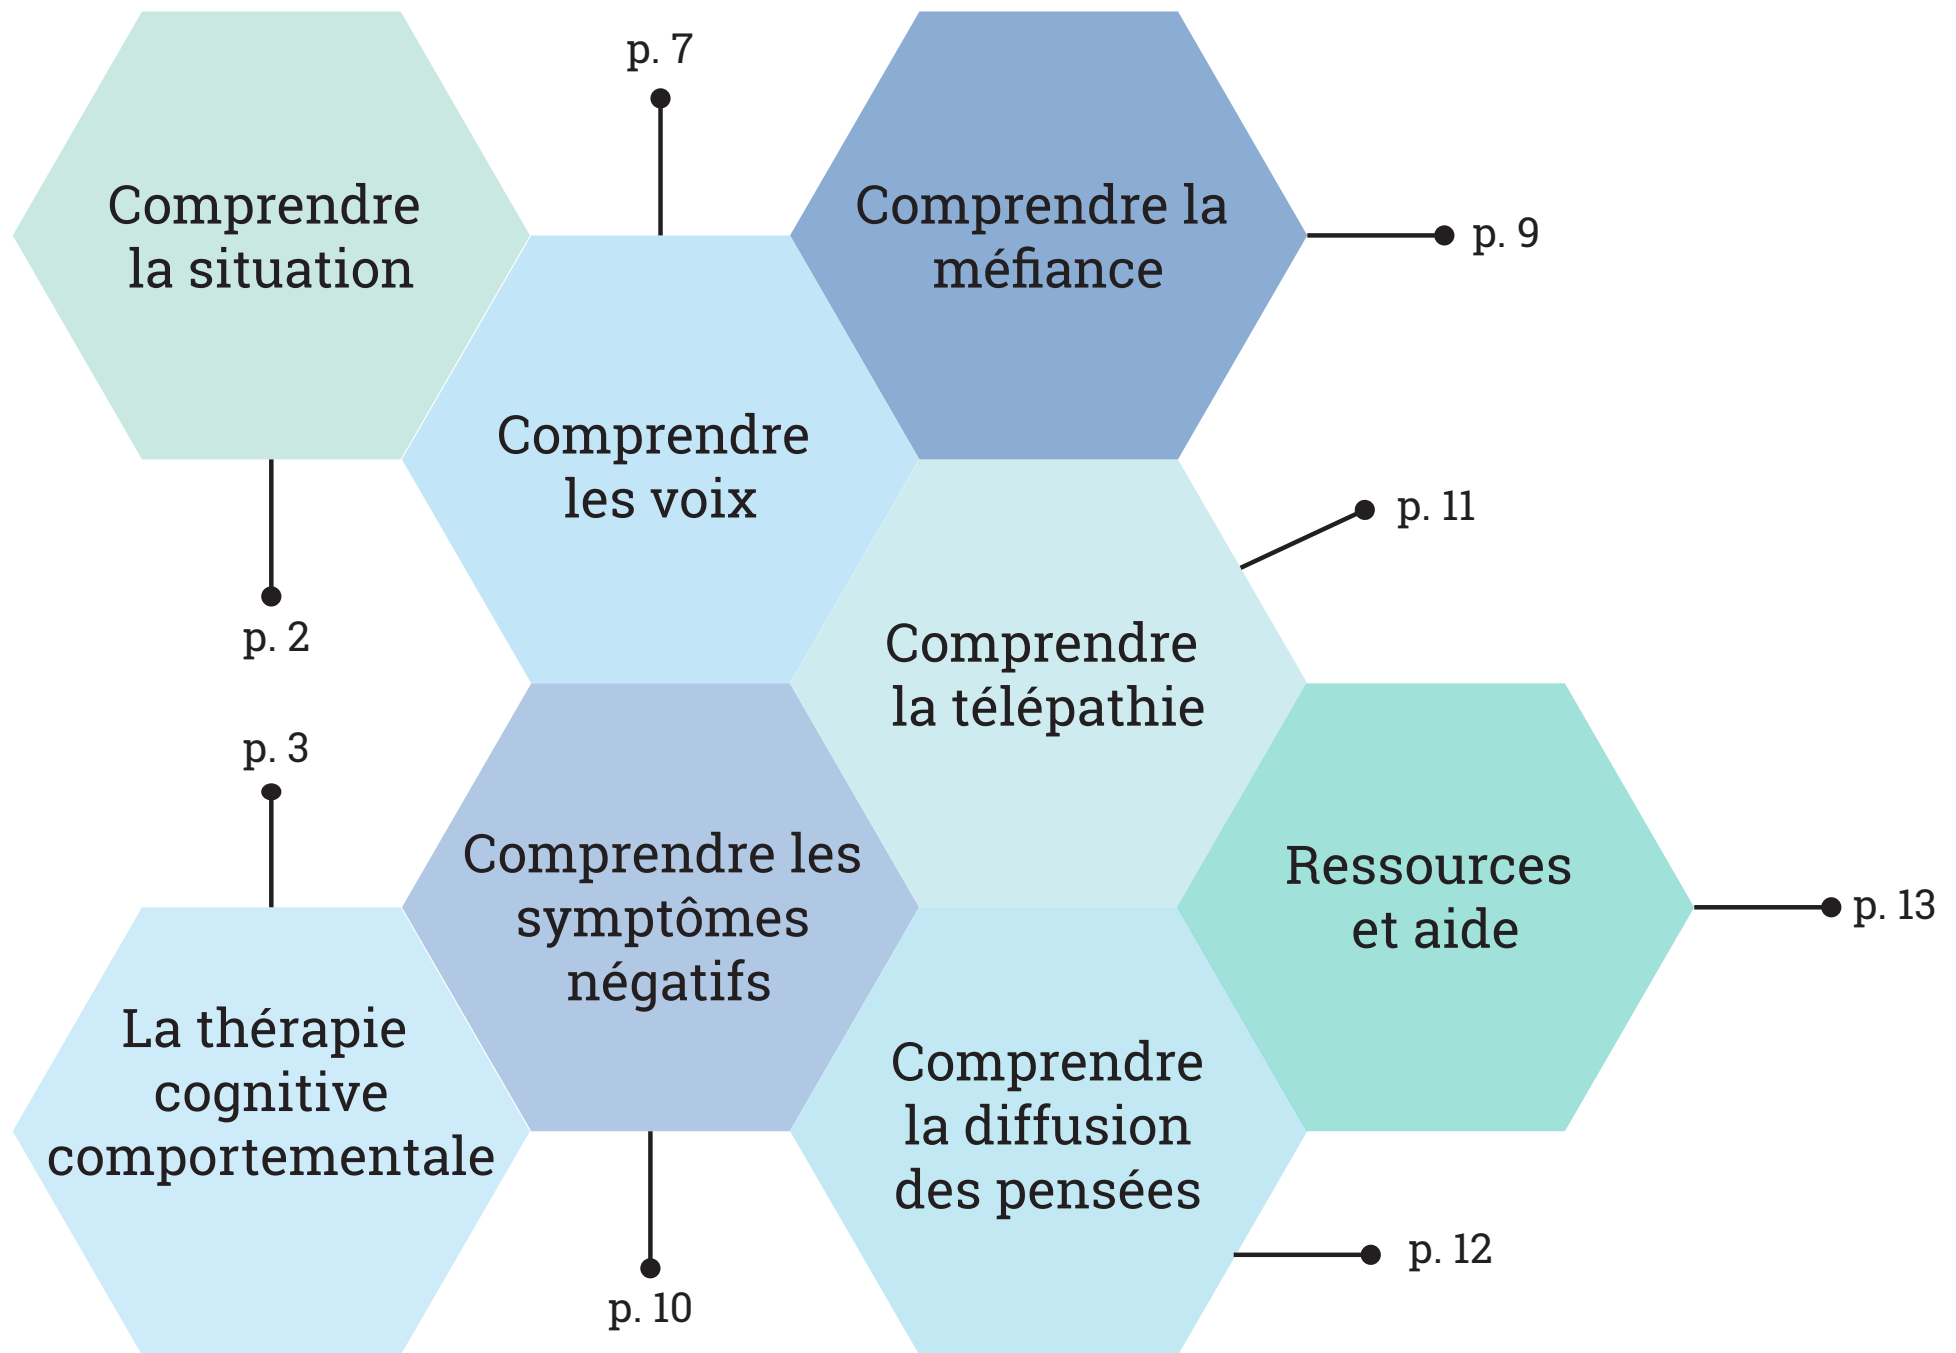 Comprendre
la situation
p. 2
p. 7
Comprendre
les voix
Comprendre la
méfiance
p. 9
Comprendre
la télépathie
p. 11
p. 3
La thérapie
cognitive
comportementale
Comprendre les
symptômes
négatifs
p. 10
Ressources
et aide
p. 13
Comprendre
la diffusion
des pensées
p. 12